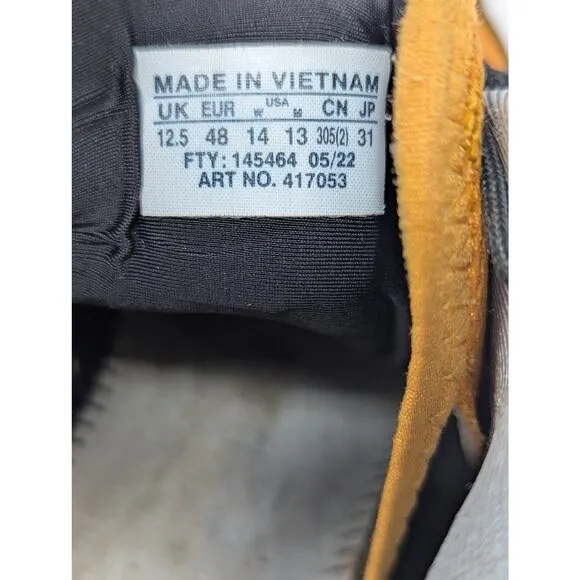 MADE IN VIETNAM
UK EUR W USA M CN JP
12.5 48 14 13 305(2) 31
FTY: 145464 05/22
ART NO. 417053